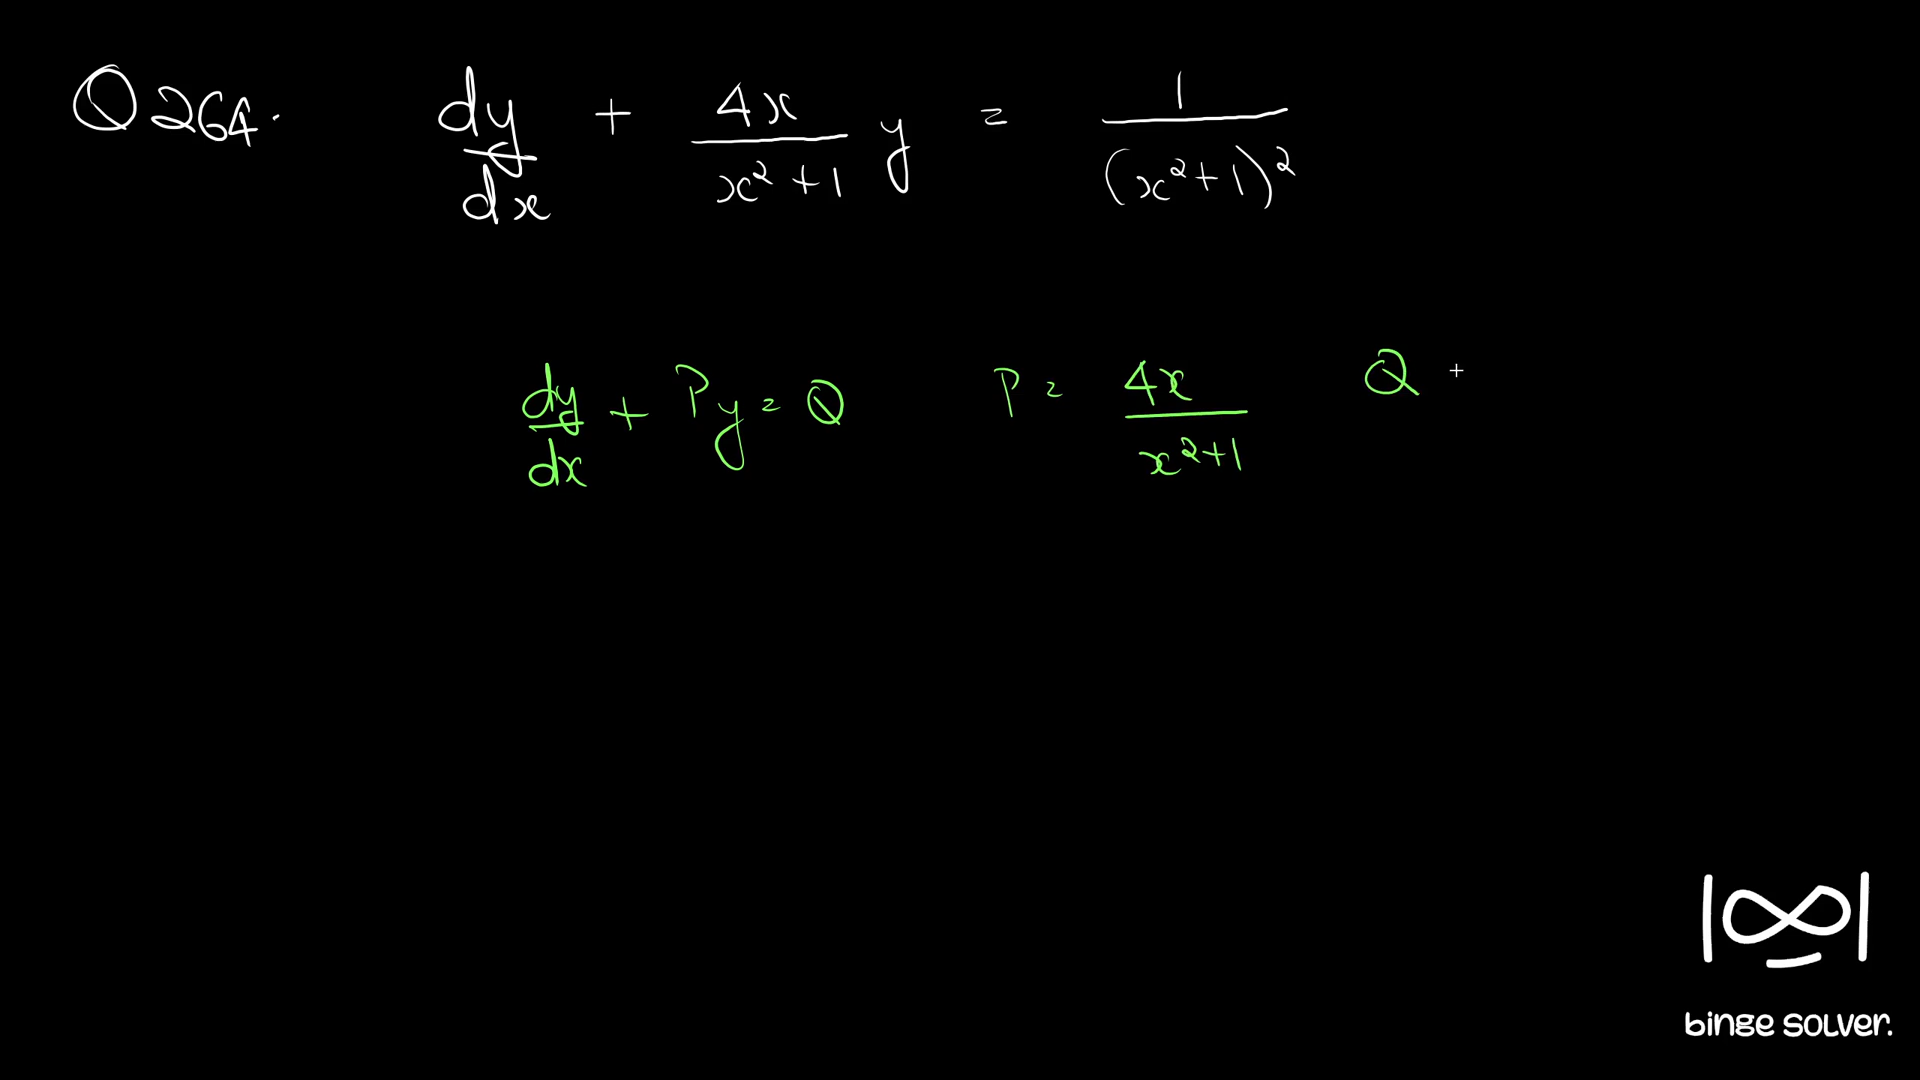 Q264. dy/dx + 4x/(x²+1) y = 1/(x²+1)²
dy/dx + Py = Q P = 4x/(x²+1) Q
binge solver.